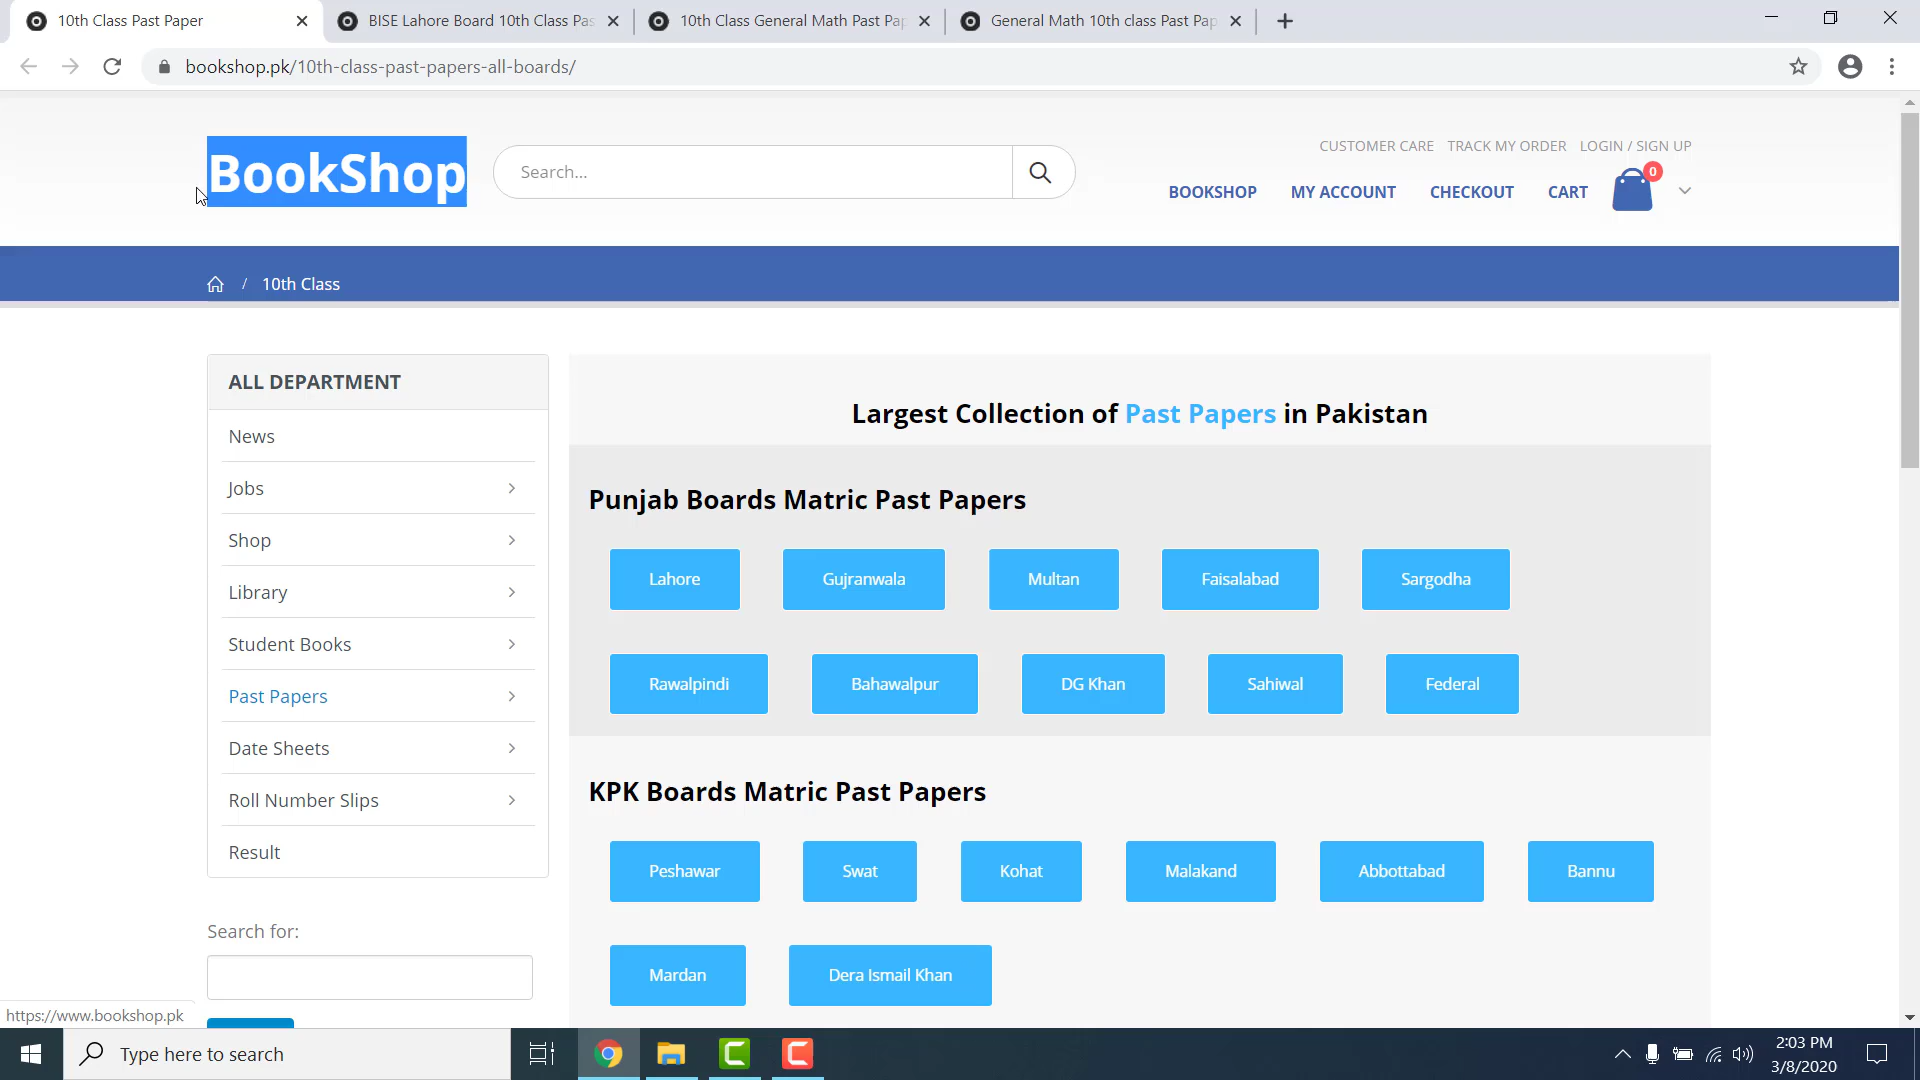 10th Class Past Paper
BISE Lahore Board 10th Class Pas
10th Class General Math Past Pap
General Math 10th class Past Pap
bookshop.pk/10th-class-past-papers-all-boards/
BookShop
Search...
CUSTOMER CARE TRACK MY ORDER LOGIN / SIGN UP
BOOKSHOP MY ACCOUNT CHECKOUT CART 0
/ 10th Class
ALL DEPARTMENT
News
Jobs
Shop
Library
Student Books
Past Papers
Date Sheets
Roll Number Slips
Result
Search for:
Largest Collection of Past Papers in Pakistan
Punjab Boards Matric Past Papers
Lahore Gujranwala Multan Faisalabad Sargodha
Rawalpindi Bahawalpur DG Khan Sahiwal Federal
KPK Boards Matric Past Papers
Peshawar Swat Kohat Malakand Abbottabad Bannu
Mardan Dera Ismail Khan
https://www.bookshop.pk
Type here to search
2:03 PM
3/8/2020